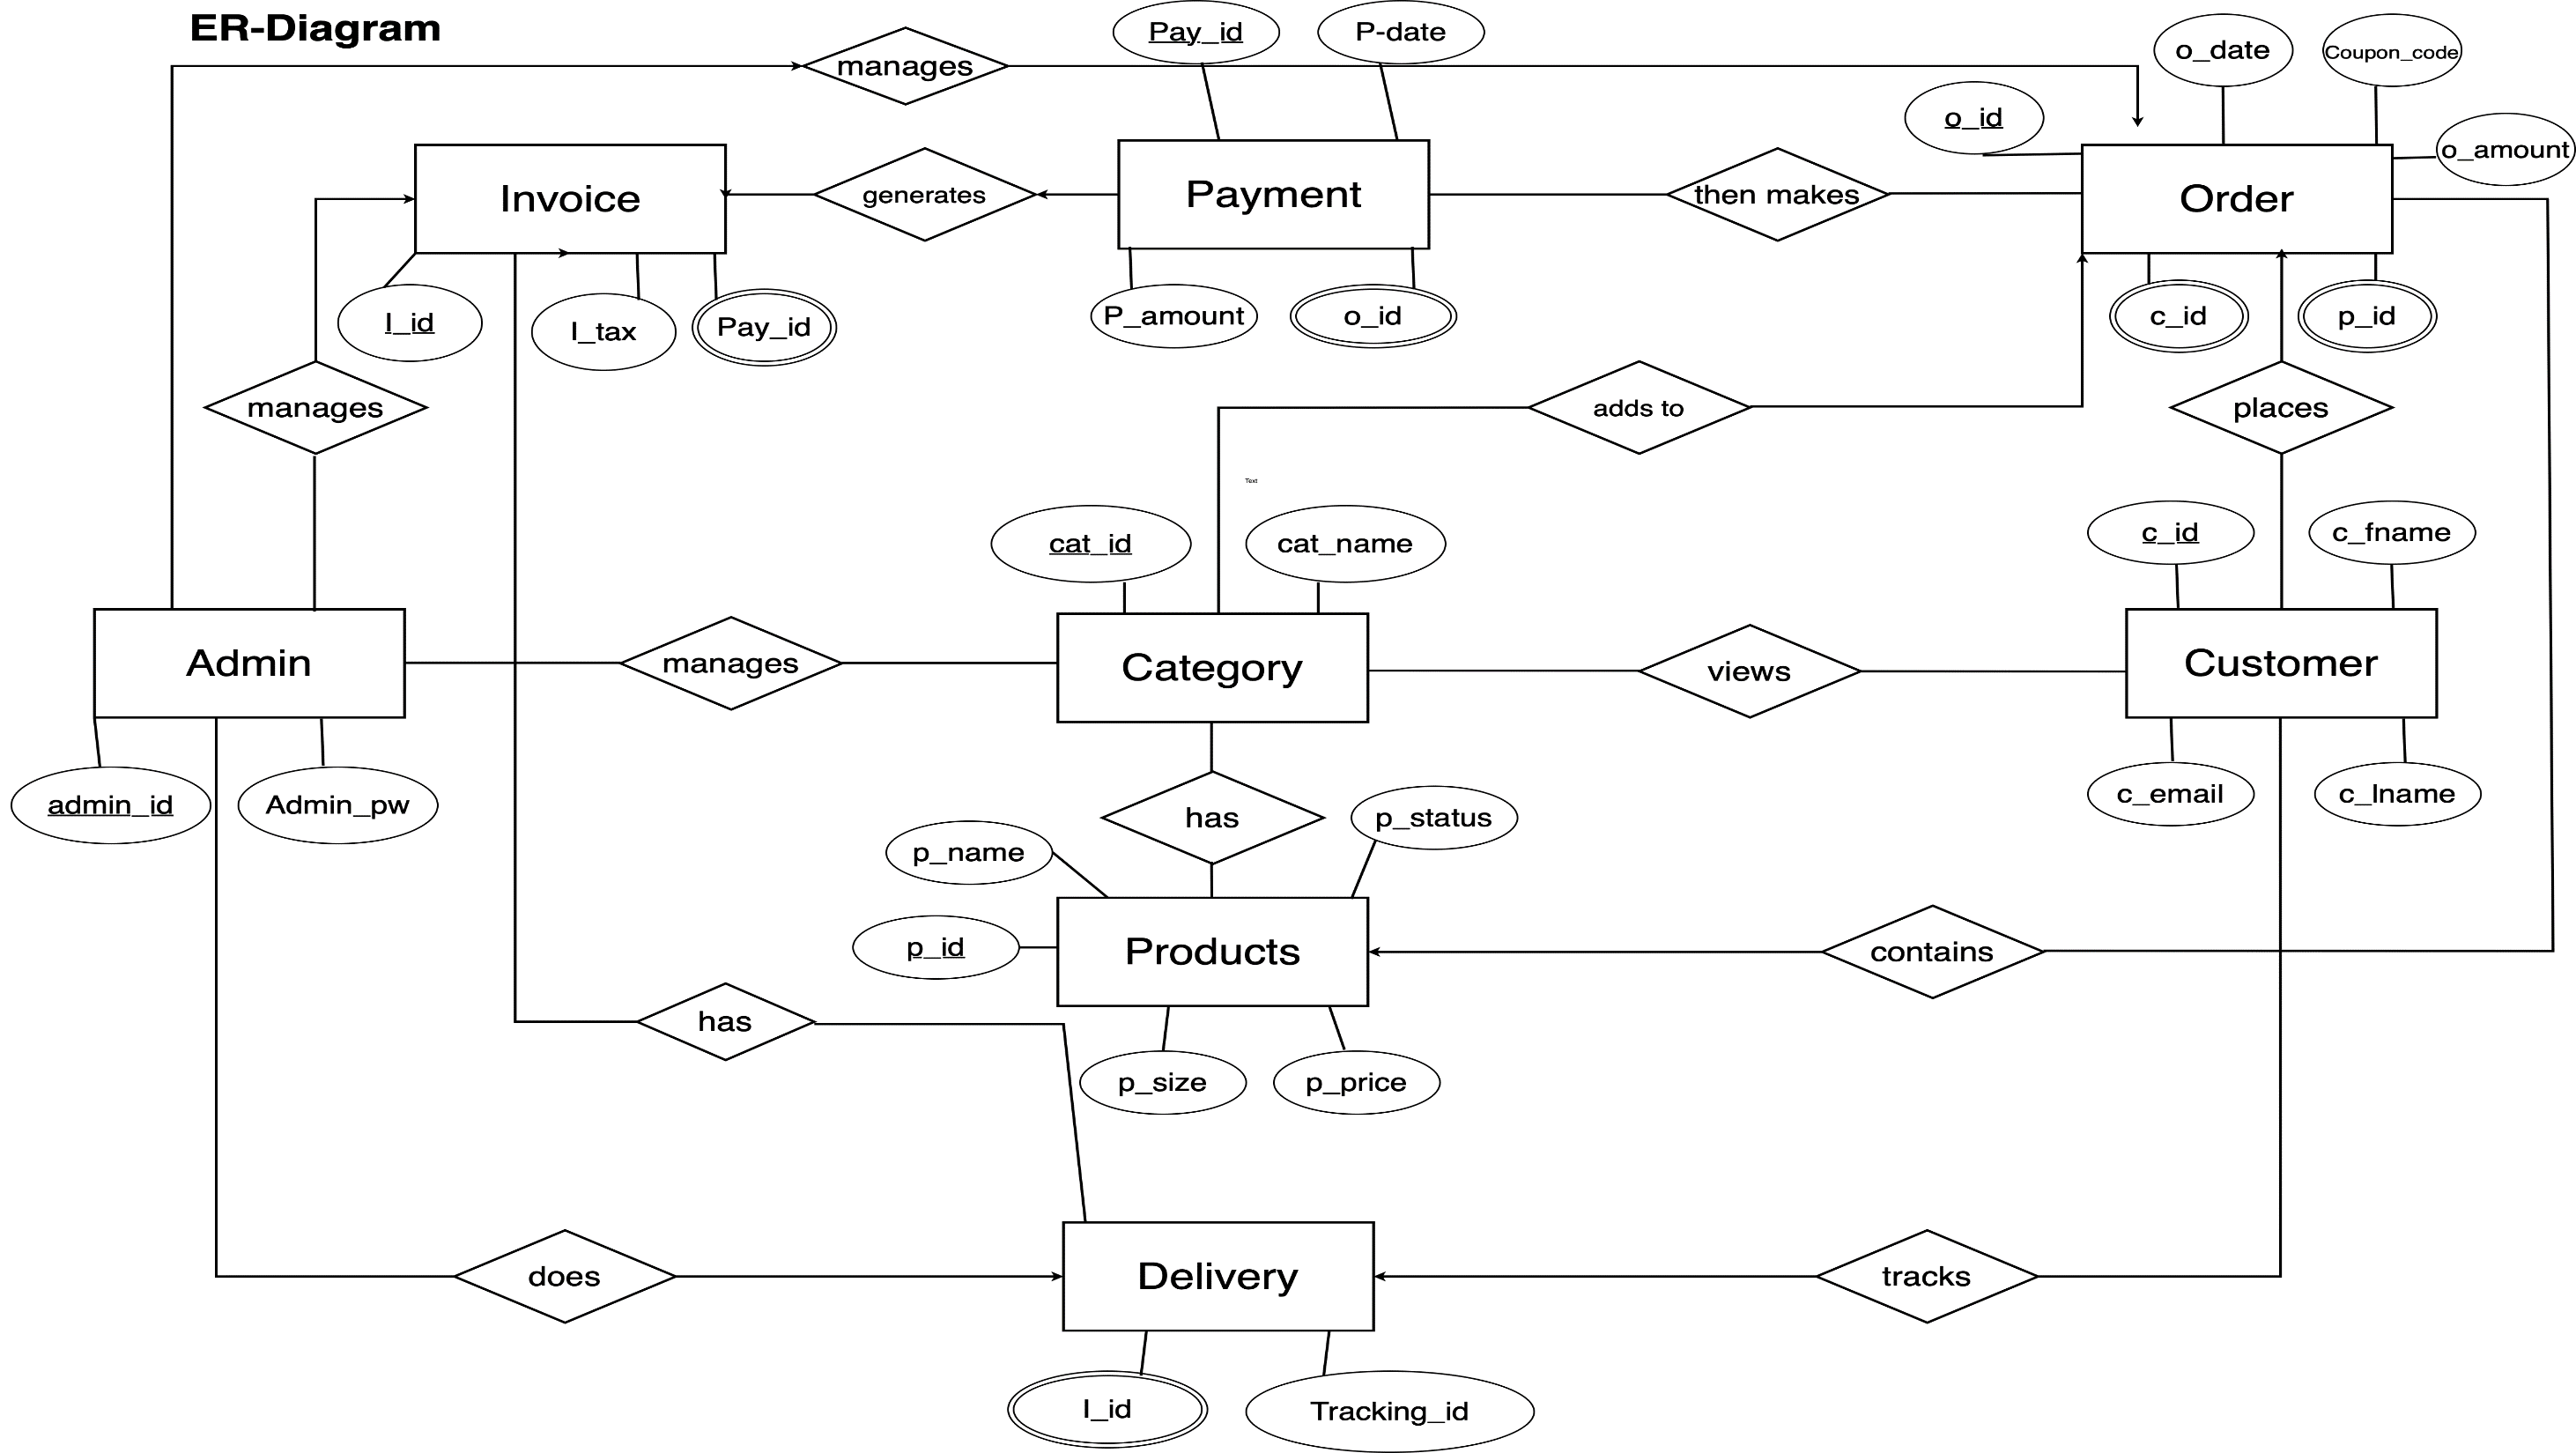 ER-Diagram
manages
Pay_id
P-date
o_date
Coupon_code
o_id
o_amount
Invoice
generates
Payment
then makes
Order
I_id
I_tax
Pay_id
P_amount
o_id
c_id
p_id
manages
adds to
places
Text
cat_id
cat_name
c_id
c_fname
Admin
manages
Category
views
Customer
admin_id
Admin_pw
has
p_status
c_email
c_lname
p_name
p_id
Products
contains
has
p_size
p_price
does
Delivery
tracks
I_id
Tracking_id